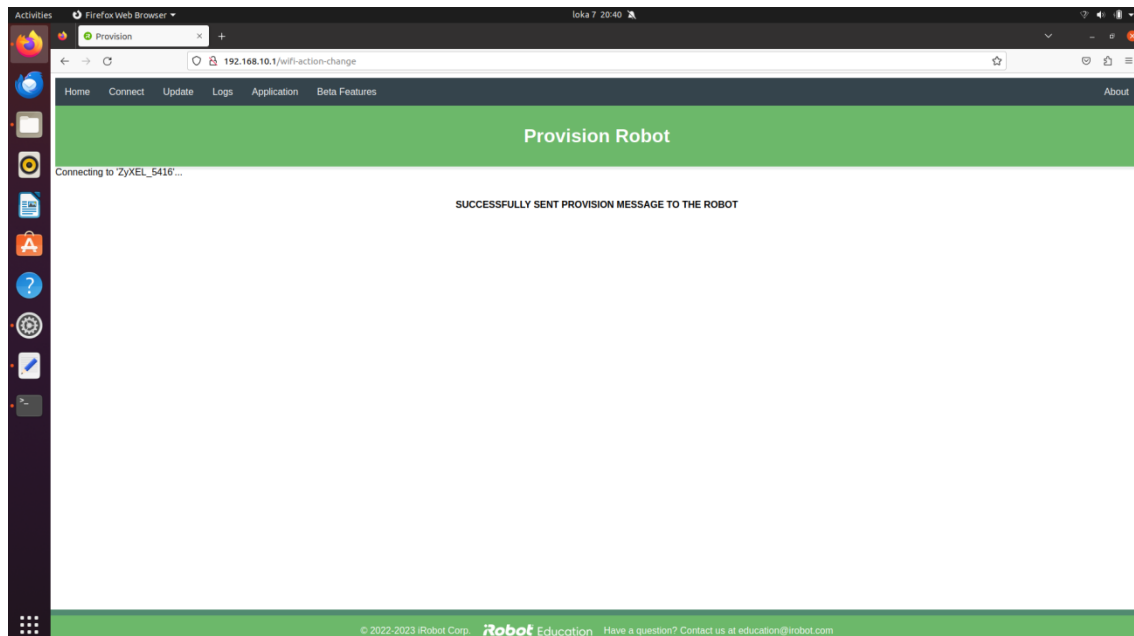 Activities Firefox Web Browser loka 7 20:40
Provision
192.168.10.1/wifi-action-change
Home Connect Update Logs Application Beta Features About
Provision Robot
Connecting to 'ZyXEL_5416'...
SUCCESSFULLY SENT PROVISION MESSAGE TO THE ROBOT
© 2022-2023 iRobot Corp. iRobot Education Have a question? Contact us at education@irobot.com